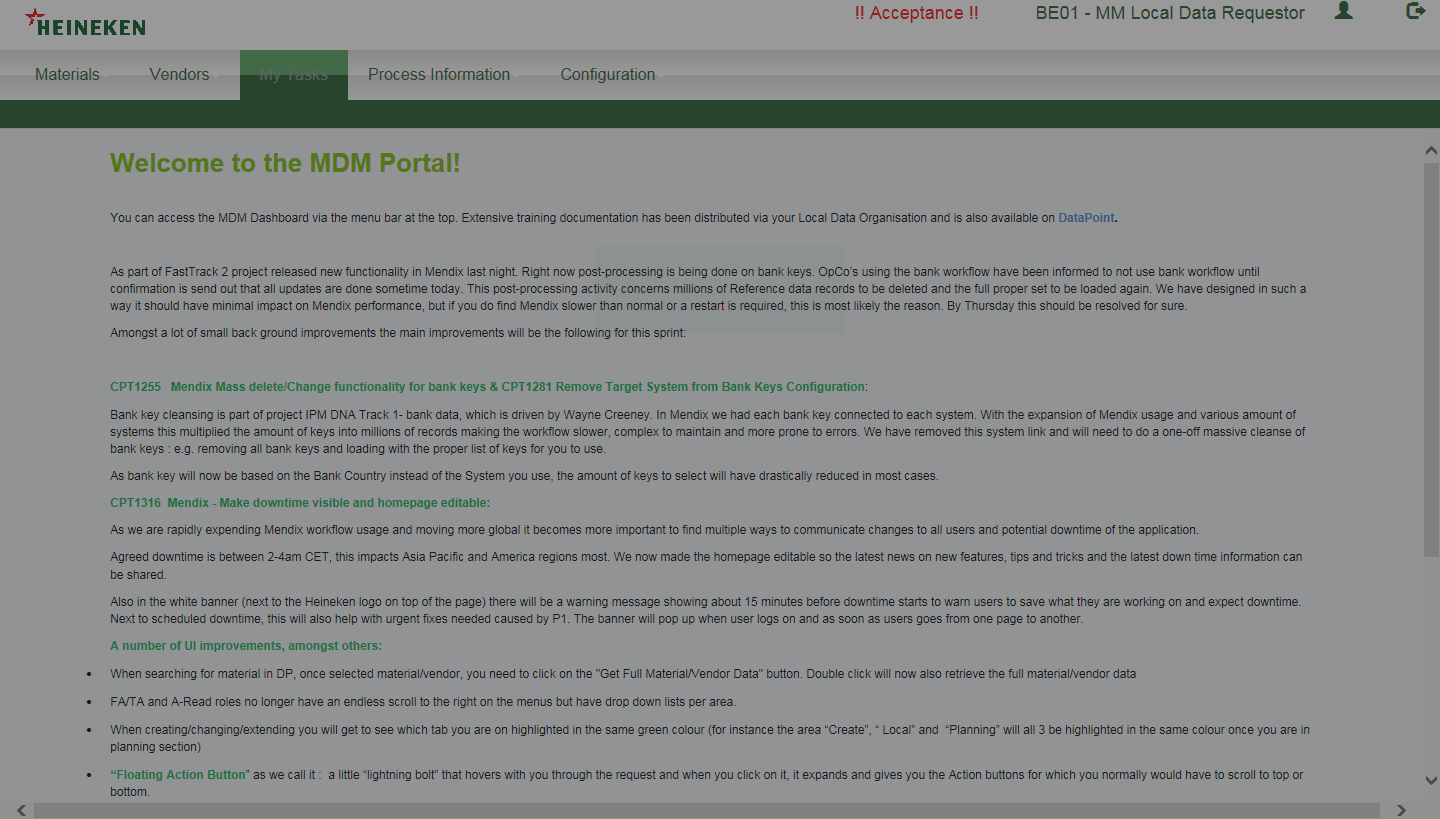 HEINEKEN
!! Acceptance !!
BE01 - MM Local Data Requestor
Materials
Vendors
My Tasks
Process Information
Configuration
Welcome to the MDM Portal!
You can access the MDM Dashboard via the menu bar at the top. Extensive training documentation has been distributed via your Local Data Organisation and is also available on DataPoint.
As part of FastTrack 2 project released new functionality in Mendix last night. Right now post-processing is being done on bank keys. OpCo's using the bank workflow have been informed to not use bank workflow until
confirmation is send out that all updates are done sometime today. This post-processing activity concerns millions of Reference data records to be deleted and the full proper set to be loaded again. We have designed in such a
way it should have minimal impact on Mendix performance, but if you do find Mendix slower than normal or a restart is required, this is most likely the reason. By Thursday this should be resolved for sure.
Amongst a lot of small back ground improvements the main improvements will be the following for this sprint:
CPT1255   Mendix Mass delete/Change functionality for bank keys & CPT1281 Remove Target System from Bank Keys Configuration:
Bank key cleansing is part of project IPM DNA Track 1- bank data, which is driven by Wayne Creeney. In Mendix we had each bank key connected to each system. With the expansion of Mendix usage and various amount of
systems this multiplied the amount of keys into millions of records making the workflow slower, complex to maintain and more prone to errors. We have removed this system link and will need to do a one-off massive cleanse of
bank keys : e.g. removing all bank keys and loading with the proper list of keys for you to use.
As bank key will now be based on the Bank Country instead of the System you use, the amount of keys to select will have drastically reduced in most cases.
CPT1316  Mendix - Make downtime visible and homepage editable:
As we are rapidly expending Mendix workflow usage and moving more global it becomes more important to find multiple ways to communicate changes to all users and potential downtime of the application.
Agreed downtime is between 2-4am CET, this impacts Asia Pacific and America regions most. We now made the homepage editable so the latest news on new features, tips and tricks and the latest down time information can
be shared.
Also in the white banner (next to the Heineken logo on top of the page) there will be a warning message showing about 15 minutes before downtime starts to warn users to save what they are working on and expect downtime.
Next to scheduled downtime, this will also help with urgent fixes needed caused by P1. The banner will pop up when user logs on and as soon as users goes from one page to another.
A number of UI improvements, amongst others:
• When searching for material in DP, once selected material/vendor, you need to click on the "Get Full Material/Vendor Data" button. Double click will now also retrieve the full material/vendor data
• FA/TA and A-Read roles no longer have an endless scroll to the right on the menus but have drop down lists per area.
• When creating/changing/extending you will get to see which tab you are on highlighted in the same green colour (for instance the area “Create”, “ Local” and  “Planning” will all 3 be highlighted in the same colour once you are in
planning section)
• “Floating Action Button” as we call it :  a little “lightning bolt” that hovers with you through the request and when you click on it, it expands and gives you the Action buttons for which you normally would have to scroll to top or
bottom.